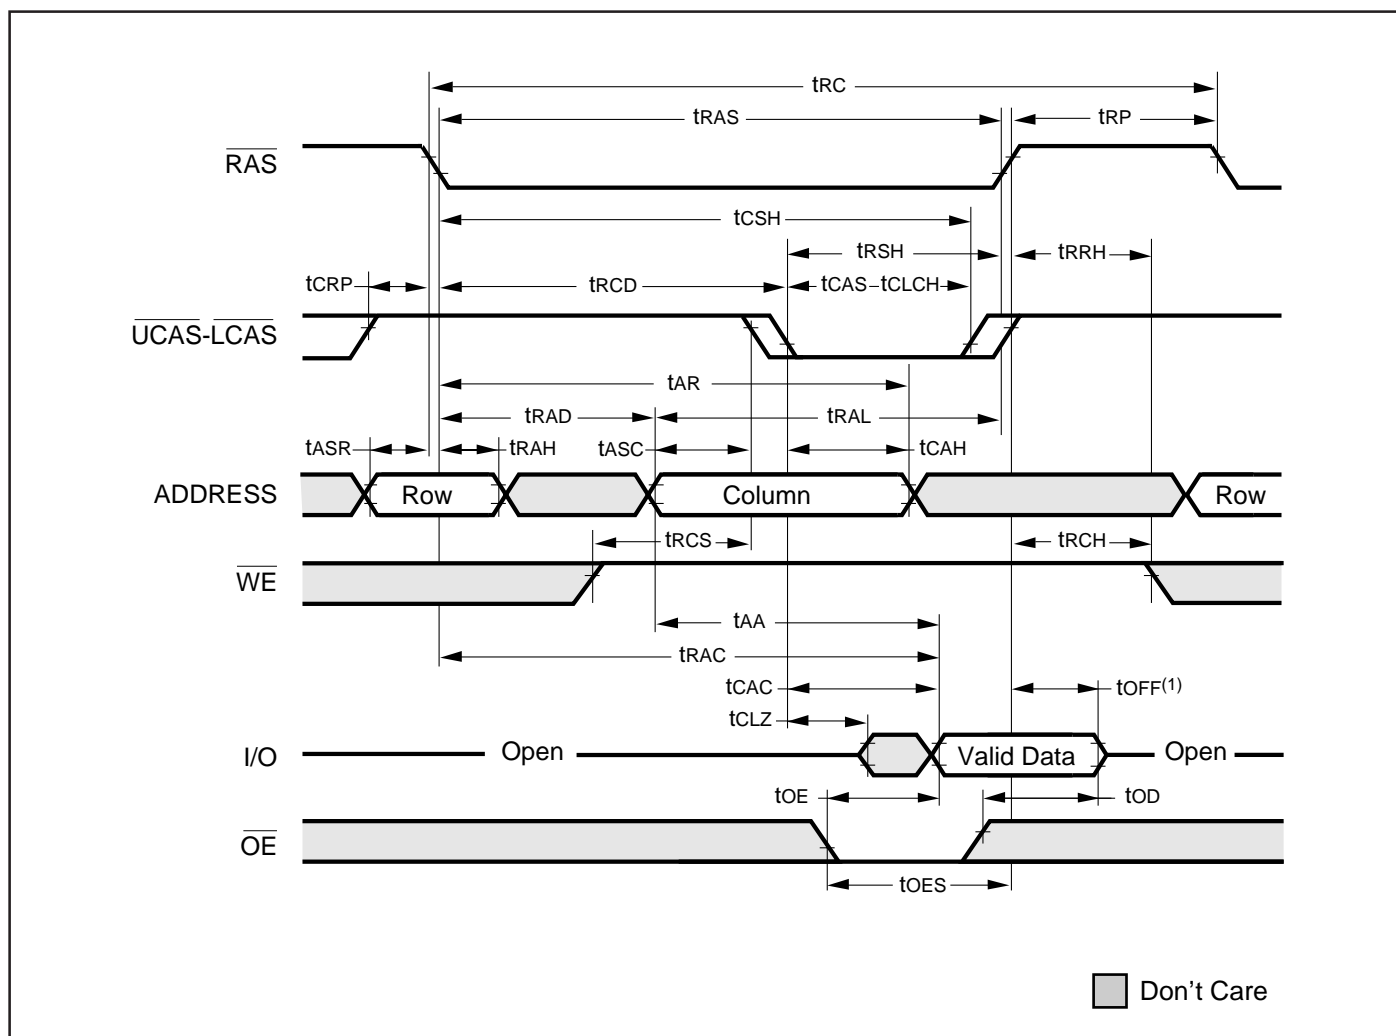 tRC
tRAS
tRP
RAS
tCSH
tRSH
tRRH
tCRP
tRCD
tCAS
tCLCH
UCAS-LCAS
tAR
tRAD
tRAL
tASR
tRAH
tASC
tCAH
ADDRESS
Row
Column
Row
tRCS
tRCH
WE
tAA
tRAC
tCAC
tOFF(1)
tCLZ
I/O
Open
Valid Data
Open
tOE
tOD
OE
tOES
Don't Care